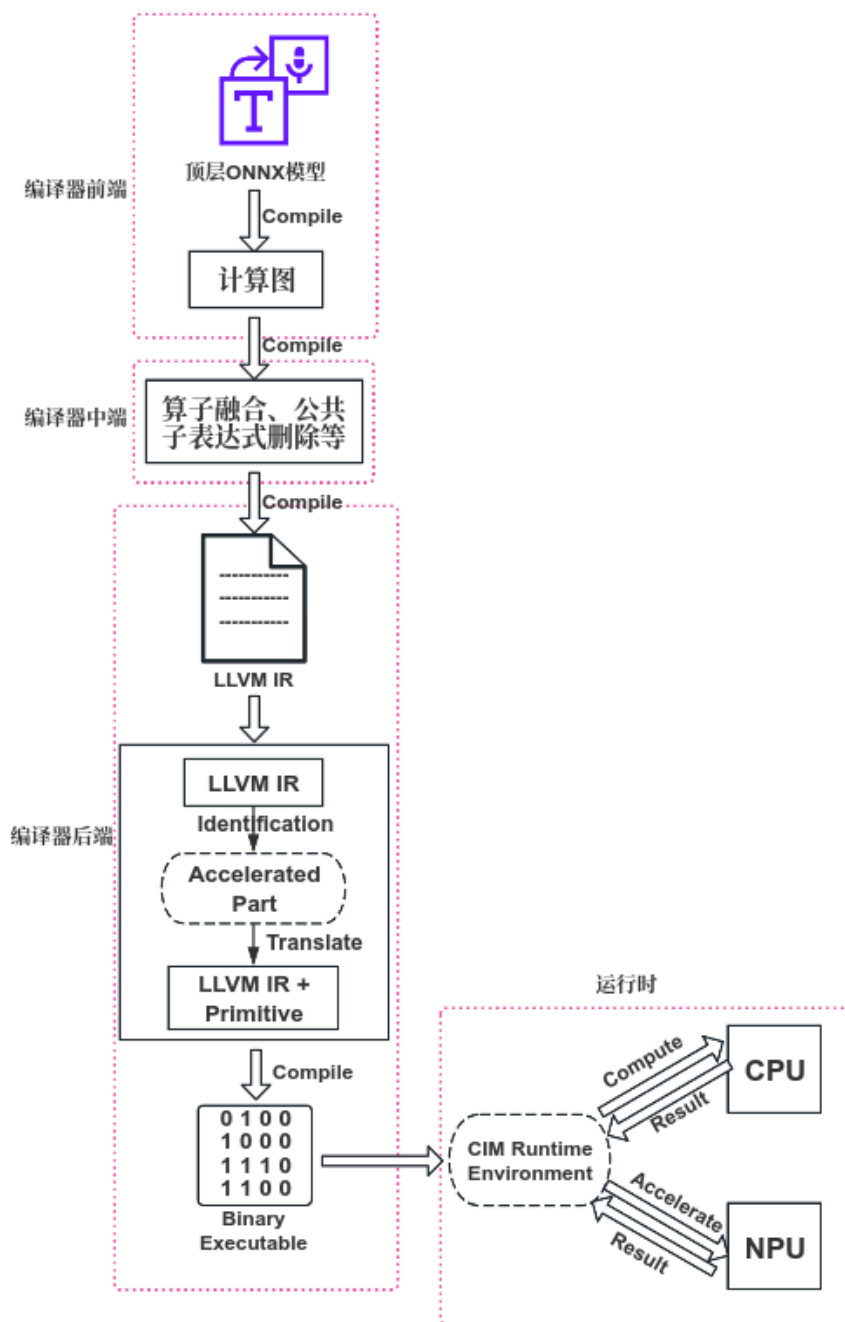 T
顶层ONNX模型
编译器前端
Compile
计算图
Compile
编译器中端
算子融合、公共
子表达式删除等
Compile
LLVM IR
编译器后端
LLVM IR
Identification
Accelerated
Part
Translate
LLVM IR +
Primitive
Compile
0 1 0 0
1 0 0 0
1 1 1 0
1 1 0 0
Binary
Executable
运行时
CIM Runtime
Environment
Compute
Result
CPU
Accelerate
Result
NPU